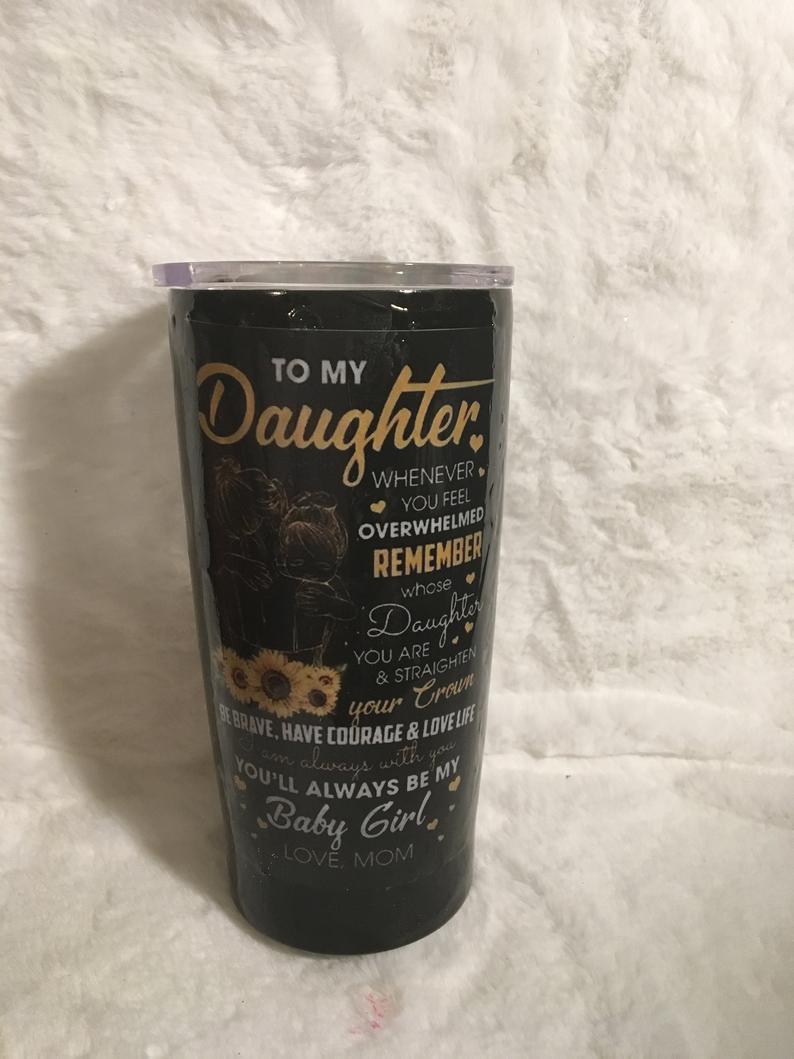 TO MY
Daughter
WHENEVER
YOU FEEL
OVERWHELMED
REMEMBER
whose
Daughter
YOU ARE
& STRAIGHTEN
your Crown
BE BRAVE, HAVE COURAGE & LOVE LIFE
I am always with you
YOU'LL ALWAYS BE MY
Baby Girl
LOVE, MOM